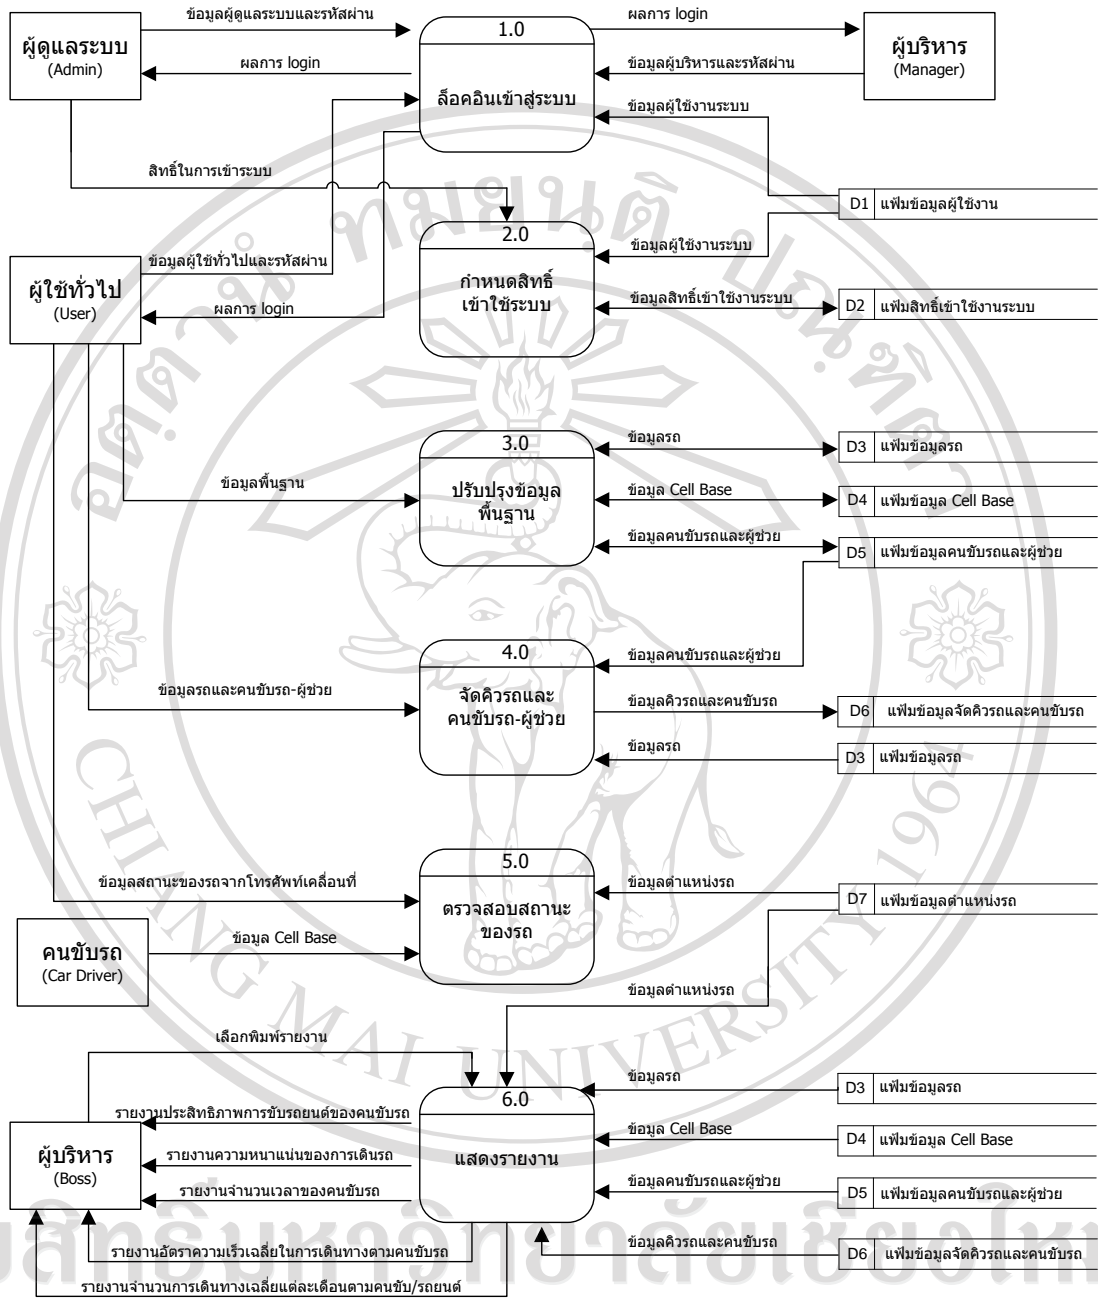 ข้อมูลผู้ดูแลระบบและรหัสผ่าน
ผลการ login
1.0
ผู้ดูแลระบบ
(Admin)
ผู้บริหาร
(Manager)
ผลการ login
ข้อมูลผู้บริหารและรหัสผ่าน
ล็อคอินเข้าสู่ระบบ
ข้อมูลผู้ใช้งานระบบ
สิทธิ์ในการเข้าระบบ
D1 แฟ้มข้อมูลผู้ใช้งาน
2.0
ข้อมูลผู้ใช้งานระบบ
ข้อมูลผู้ใช้ทั่วไปและรหัสผ่าน
กำหนดสิทธิ์
เข้าใช้ระบบ
ผู้ใช้ทั่วไป
(User)
ผลการ login
ข้อมูลสิทธิ์เข้าใช้งานระบบ
D2 แฟ้มสิทธิ์เข้าใช้งานระบบ
3.0
ข้อมูลรถ
D3 แฟ้มข้อมูลรถ
ข้อมูลพื้นฐาน
ปรับปรุงข้อมูล
พื้นฐาน
ข้อมูล Cell Base
D4 แฟ้มข้อมูล Cell Base
ข้อมูลคนขับรถและผู้ช่วย
D5 แฟ้มข้อมูลคนขับรถและผู้ช่วย
4.0
ข้อมูลคนขับรถและผู้ช่วย
ข้อมูลรถและคนขับรถ-ผู้ช่วย
จัดคิวรถและ
คนขับรถ-ผู้ช่วย
ข้อมูลคิวรถและคนขับรถ
D6 แฟ้มข้อมูลจัดคิวรถและคนขับรถ
ข้อมูลรถ
D3 แฟ้มข้อมูลรถ
5.0
ข้อมูลสถานะของรถจากโทรศัพท์เคลื่อนที่
ข้อมูลตำแหน่งรถ
D7 แฟ้มข้อมูลตำแหน่งรถ
ตรวจสอบสถานะ
ของรถ
คนขับรถ
(Car Driver)
ข้อมูล Cell Base
ข้อมูลตำแหน่งรถ
เลือกพิมพ์รายงาน
6.0
ข้อมูลรถ
D3 แฟ้มข้อมูลรถ
รายงานประสิทธิภาพการขับรถยนต์ของคนขับรถ
ข้อมูล Cell Base
D4 แฟ้มข้อมูล Cell Base
แสดงรายงาน
ผู้บริหาร
(Boss)
รายงานความหนาแน่นของการเดินรถ
รายงานจำนวนเวลาของคนขับรถ
ข้อมูลคนขับรถและผู้ช่วย
D5 แฟ้มข้อมูลคนขับรถและผู้ช่วย
รายงานอัตราความเร็วเฉลี่ยในการเดินทางตามคนขับรถ
ข้อมูลคิวรถและคนขับรถ
D6 แฟ้มข้อมูลจัดคิวรถและคนขับรถ
รายงานจำนวนการเดินทางเฉลี่ยแต่ละเดือนตามคนขับ/รถยนต์
CHIANG MAI UNIVERSITY 1964